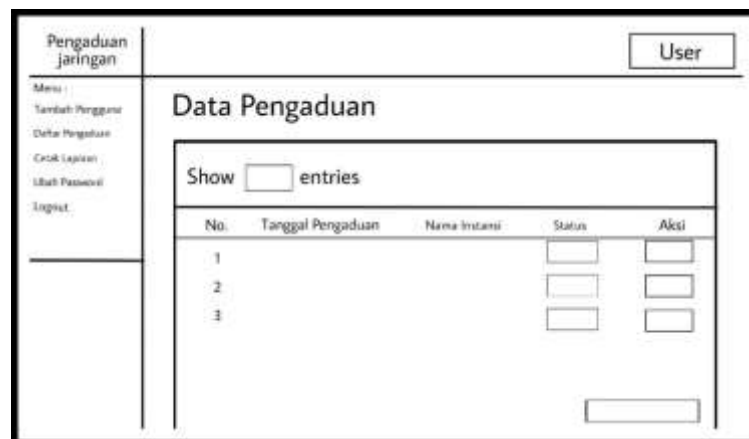 Pengaduan
jaringan
User
Menu :
Tambah Pengguna
Daftar Pengaduan
Cetak Laporan
Ubah Password
Logout
Data Pengaduan
Show entries
No. Tanggal Pengaduan Nama Instansi Status Aksi
1
2
3